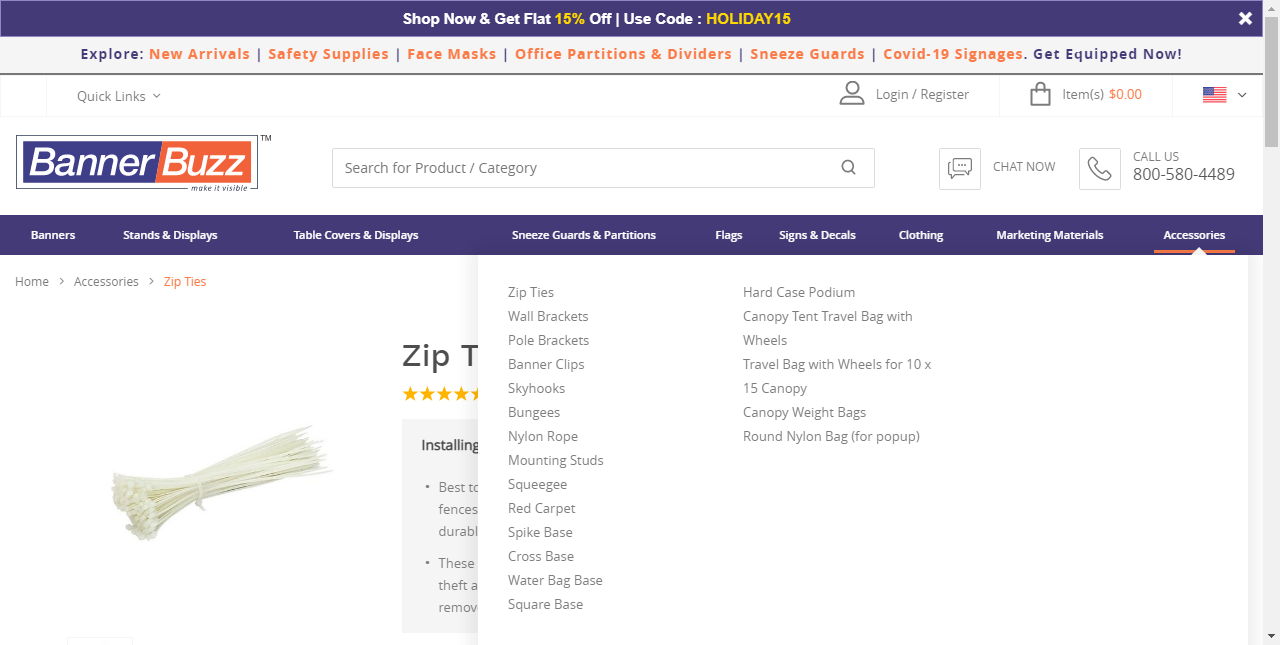 Shop Now & Get Flat 15% Off | Use Code : HOLIDAY15
Explore: New Arrivals | Safety Supplies | Face Masks | Office Partitions & Dividers | Sneeze Guards | Covid-19 Signages. Get Equipped Now!
Quick Links
Login / Register
Item(s) $0.00
Banner Buzz TM
make it visible
Search for Product / Category
CHAT NOW
CALL US
800-580-4489
Banners
Stands & Displays
Table Covers & Displays
Sneeze Guards & Partitions
Flags
Signs & Decals
Clothing
Marketing Materials
Accessories
Home > Accessories > Zip Ties
Zip Ties
Wall Brackets
Pole Brackets
Banner Clips
Skyhooks
Bungees
Nylon Rope
Mounting Studs
Squeegee
Red Carpet
Spike Base
Cross Base
Water Bag Base
Square Base
Hard Case Podium
Canopy Tent Travel Bag with
Wheels
Travel Bag with Wheels for 10 x
15 Canopy
Canopy Weight Bags
Round Nylon Bag (for popup)
Zip T
Installing
• Best to
fences
durabl
• These
theft a
remov